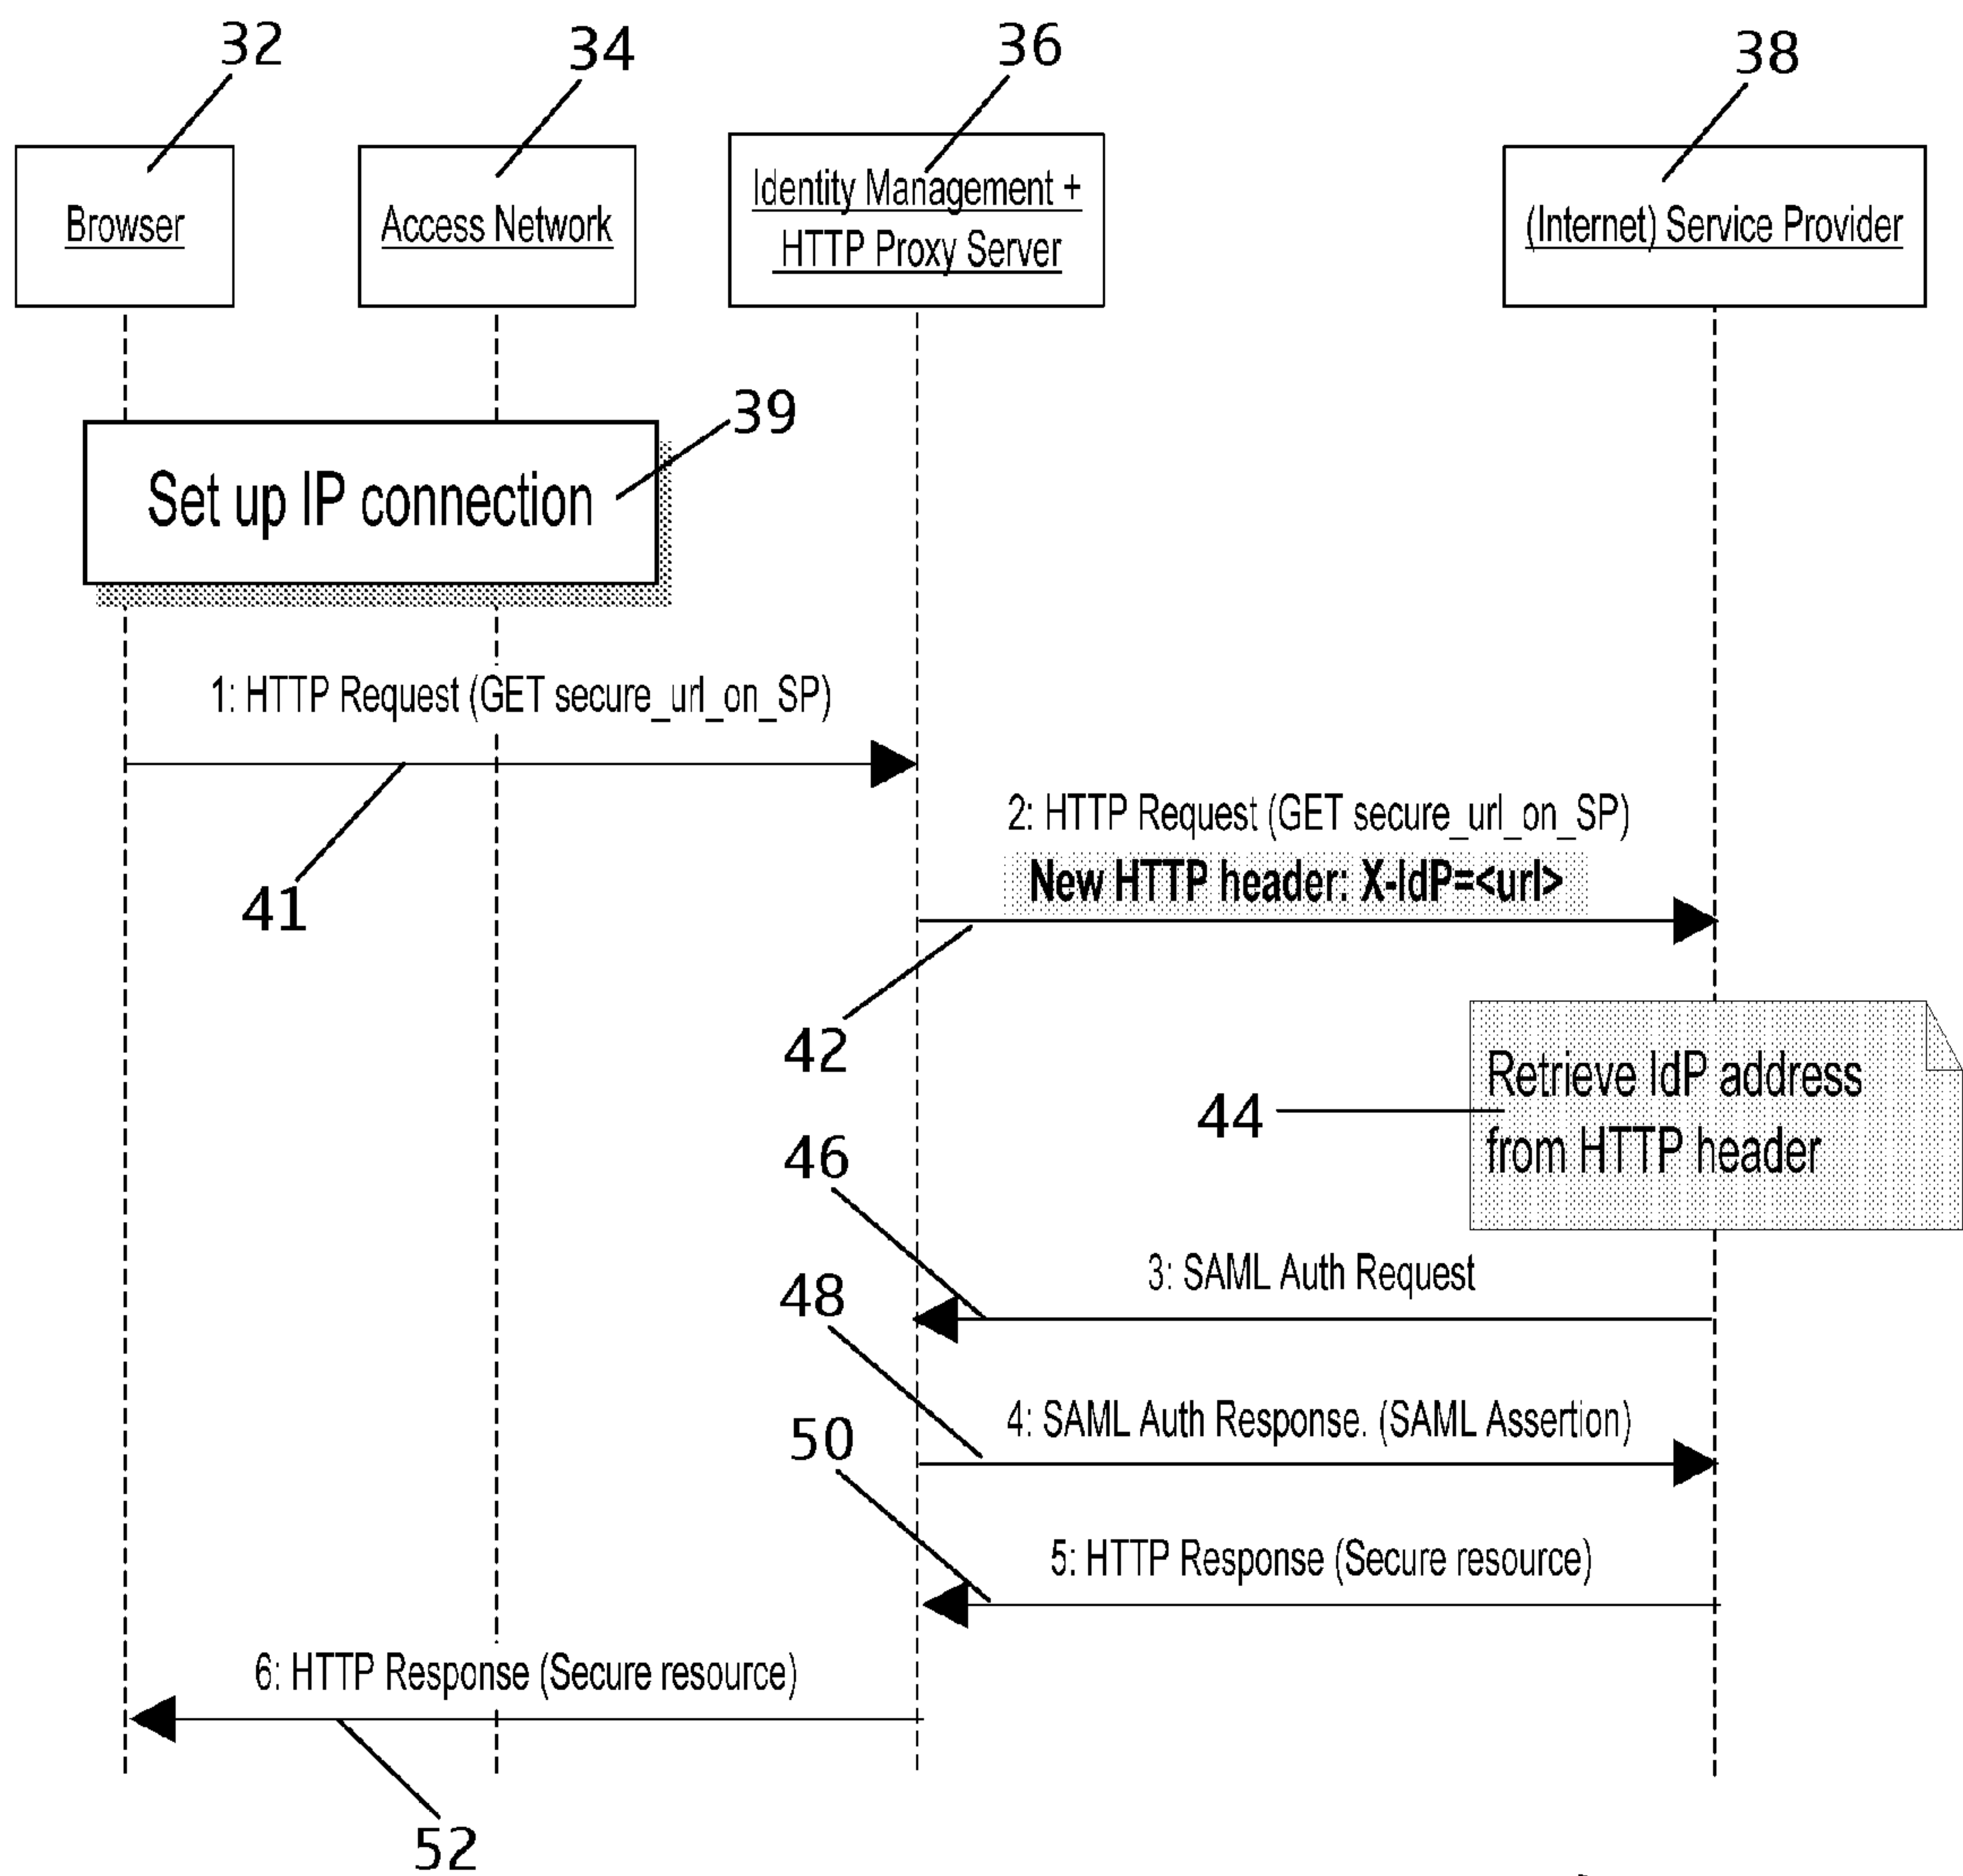 32
34
36
38
Browser
Access Network
Identity Management +
HTTP Proxy Server
(Internet) Service Provider
39
Set up IP connection
1: HTTP Request (GET secure_url_on_SP)
41
2: HTTP Request (GET secure_url_on_SP)
New HTTP header: X-IdP=<url>
42
44
Retrieve IdP address
from HTTP header
46
3: SAML Auth Request
48
4: SAML Auth Response. (SAML Assertion)
50
5: HTTP Response (Secure resource)
6: HTTP Response (Secure resource)
52